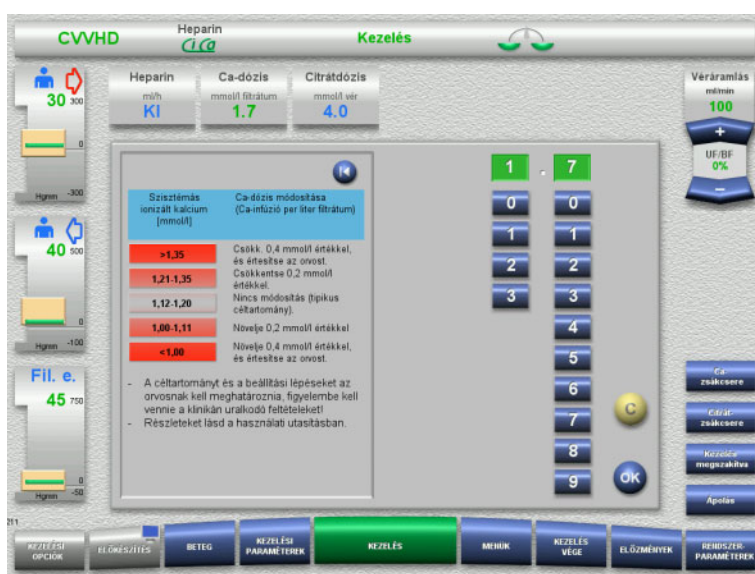 CVVHD
Heparin
Ci Ca
Kezelés
30 300
0
Hgmm -300
40 500
0
Hgmm -100
Fil. e.
45 750
0
Hgmm -50
Heparin
ml/h
KI
Ca-dózis
mmol/l filtrátum
1.7
Citrátdózis
mmol/l vér
4.0
Véráramlás
ml/min
100
+
UF/BF
0%
−
Szisztémás
ionizált kalcium
[mmol/l]
Ca-dózis módosítása
(Ca-infúzió per liter filtrátum)
>1,35
Csökk. 0,4 mmol/l értékkel,
és értesítse az orvost.
1,21-1,35
Csökkentse 0,2 mmol/l
értékkel.
1,12-1,20
Nincs módosítás (tipikus
céltartomány).
1,00-1,11
Növelje 0,2 mmol/l értékkel
<1,00
Növelje 0,4 mmol/l értékkel,
és értesítse az orvost.
- A céltartományt és a beállítási lépéseket az
orvosnak kell meghatároznia, figyelembe kell
vennie a klinikán uralkodó feltételeket!
- Részleteket lásd a használati utasításban.
1 . 7
0 0
1 1
2 2
3 3
4
5
6
7
8
9
C
OK
Ca-
zsákcsere
Citrát-
zsákcsere
Kezelés
megszakítva
Ápolás
211
KEZELÉSI
OPCIÓK
ELŐKÉSZÍTÉS
BETEG
KEZELÉSI
PARAMÉTEREK
KEZELÉS
MENÜK
KEZELÉS
VÉGE
ELŐZMÉNYEK
RENDSZER-
PARAMÉTEREK